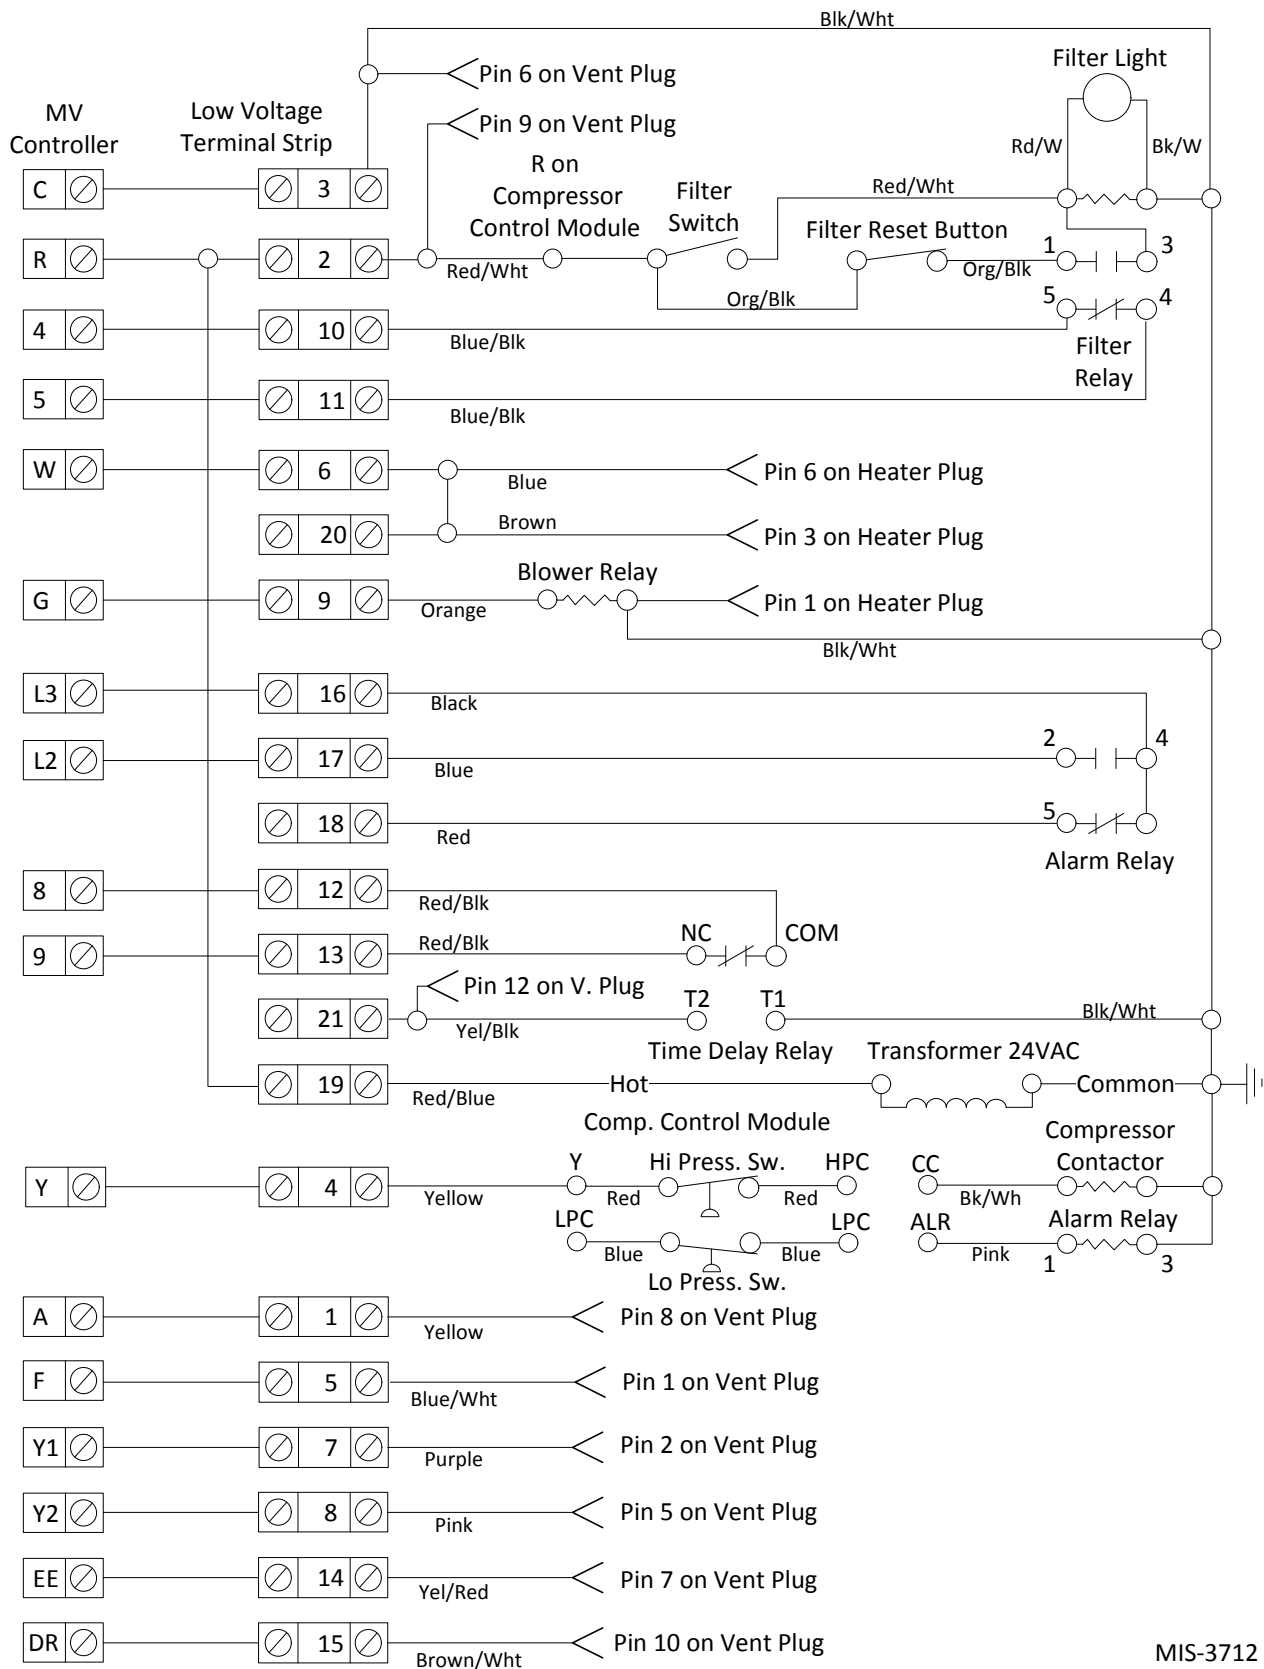 Blk/Wht
Filter Light
Pin 6 on Vent Plug
MV
Controller
Low Voltage
Terminal Strip
Pin 9 on Vent Plug
Rd/W
Bk/W
R on
Compressor
Control Module
Filter
Switch
Red/Wht
C
3
Filter Reset Button
R
2
Red/Wht
Org/Blk
Org/Blk
1
3
5
4
4
10
Blue/Blk
Filter
Relay
5
11
Blue/Blk
W
6
Blue
Pin 6 on Heater Plug
20
Brown
Pin 3 on Heater Plug
Blower Relay
G
9
Orange
Pin 1 on Heater Plug
Blk/Wht
L3
16
Black
L2
17
Blue
2
4
18
Red
5
Alarm Relay
8
12
Red/Blk
9
13
Red/Blk
NC
COM
Pin 12 on V. Plug
21
Yel/Blk
T2
T1
Blk/Wht
Time Delay Relay
Transformer 24VAC
19
Red/Blue
Hot
Common
Comp. Control Module
Compressor
Contactor
Y
4
Yellow
Y
Red
Hi Press. Sw.
Red
HPC
CC
Bk/Wh
LPC
Blue
Blue
LPC
Lo Press. Sw.
ALR
Pink
Alarm Relay
1
3
A
1
Yellow
Pin 8 on Vent Plug
F
5
Blue/Wht
Pin 1 on Vent Plug
Y1
7
Purple
Pin 2 on Vent Plug
Y2
8
Pink
Pin 5 on Vent Plug
EE
14
Yel/Red
Pin 7 on Vent Plug
DR
15
Brown/Wht
Pin 10 on Vent Plug
MIS-3712